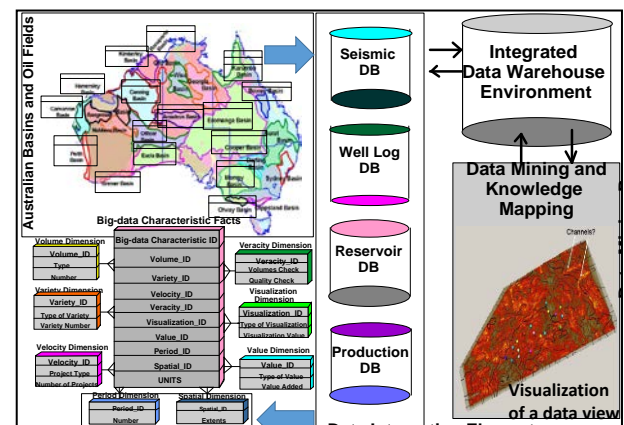 Australian Basins and Oil Fields
Kimberley
Canning
Basin
Carnarvon
Basin
Perth
Basin
Officer
Eucla Basin
Amadeus Basin
Eromanga Basin
Cooper Basin
Murray
Basin
Sydney Basin
Otway Basin
Gippsland Basin
Seismic
DB
Well Log
DB
Reservoir
DB
Production
DB
Integrated
Data Warehouse
Environment
Data Mining and
Knowledge
Mapping
Channels?
Visualization
of a data view
Big-data Characteristic Facts
Big-data Characteristic ID
Volume_ID
Variety_ID
Velocity_ID
Veracity_ID
Visualization_ID
Value_ID
Period_ID
Spatial_ID
UNITS
Volume Dimension
Volume_ID
Type
Number
Variety Dimension
Variety_ID
Type of Variety
Variety Number
Velocity Dimension
Velocity_ID
Project Type
Number of Projects
Period Dimension
Period_ID
Number
Spatial Dimension
Spatial_ID
Extents
Veracity Dimension
Veracity_ID
Volumes Check
Quality Check
Visualization
Dimension
Visualization_ID
Type of Visualization
Visualization Value
Value Dimension
Value_ID
Type of Value
Value Added